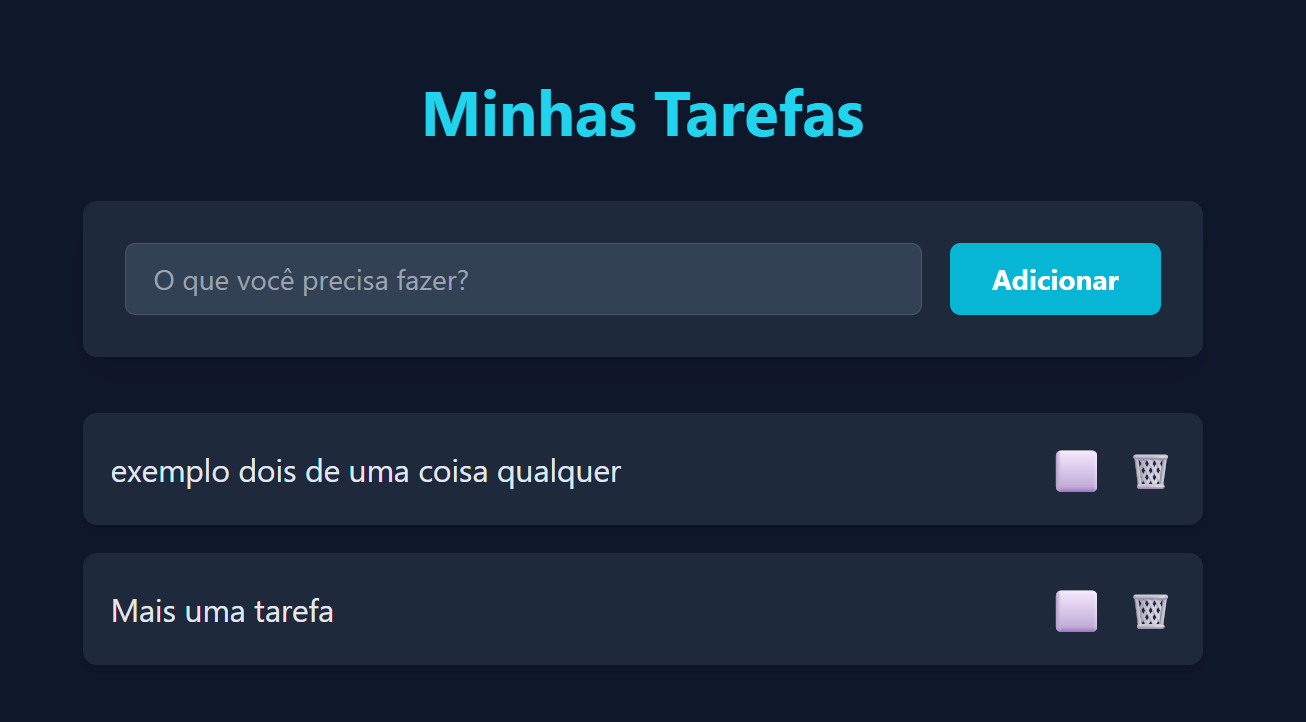 Minhas Tarefas
O que você precisa fazer?
Adicionar
exemplo dois de uma coisa qualquer
Mais uma tarefa